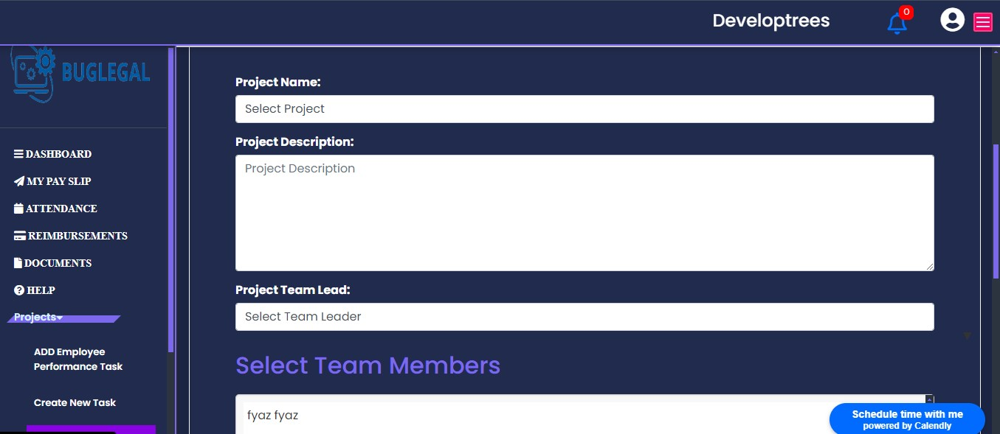 Developtrees
0
BUGLEGAL
DASHBOARD
MY PAY SLIP
ATTENDANCE
REIMBURSEMENTS
DOCUMENTS
HELP
Projects
ADD Employee
Performance Task
Create New Task
Project Name:
Select Project
Project Description:
Project Description
Project Team Lead:
Select Team Leader
Select Team Members
fyaz fyaz
Schedule time with me
powered by Calendly